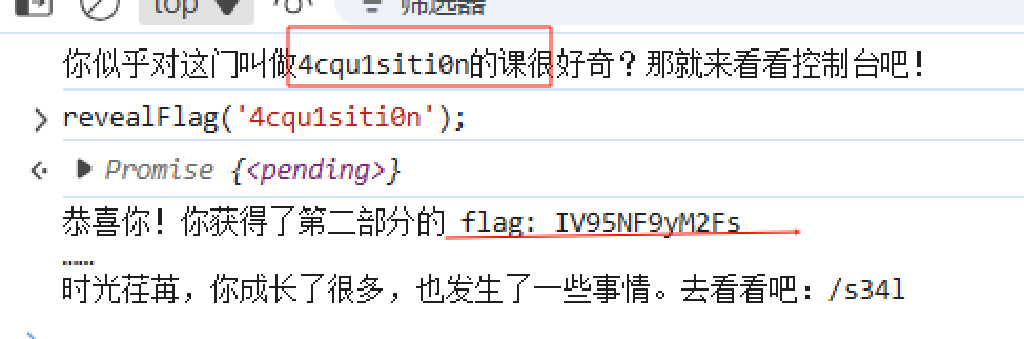 top 筛选器
你似乎对这门叫做4cqu1siti0n的课很好奇？那就来看看控制台吧！
revealFlag('4cqu1siti0n');
Promise {<pending>}
恭喜你！你获得了第二部分的 flag: IV95NF9yM2Fs
……
时光荏苒，你成长了很多，也发生了一些事情。去看看吧：/s34l